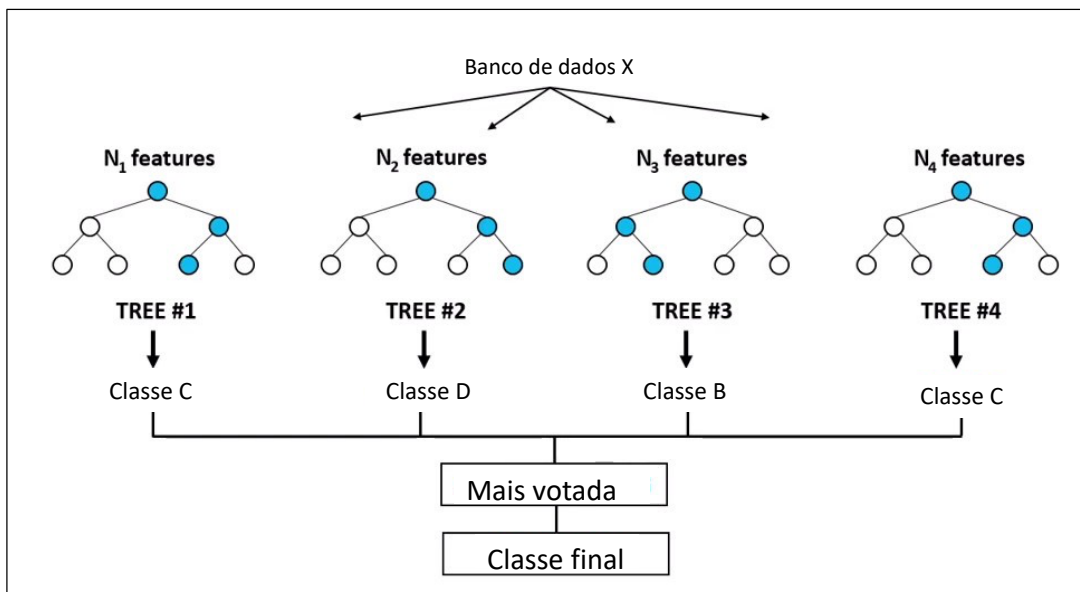 Banco de dados X
N₁ features N₂ features N₃ features N₄ features
TREE #1 TREE #2 TREE #3 TREE #4
Classe C Classe D Classe B Classe C
Mais votada
Classe final